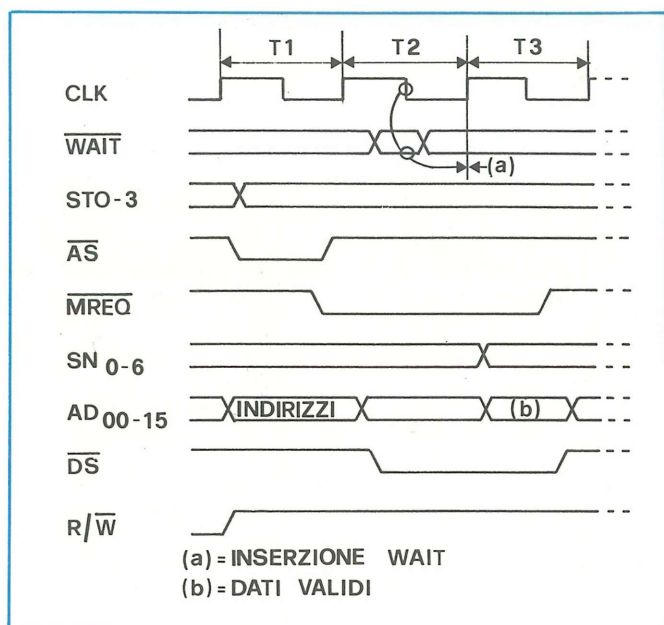 T1 T2 T3
CLK
WAIT
(a)
STO-3
AS
MREQ
SN 0-6
AD 00-15 INDIRIZZI (b)
DS
R/W
(a) = INSERZIONE WAIT
(b) = DATI VALIDI